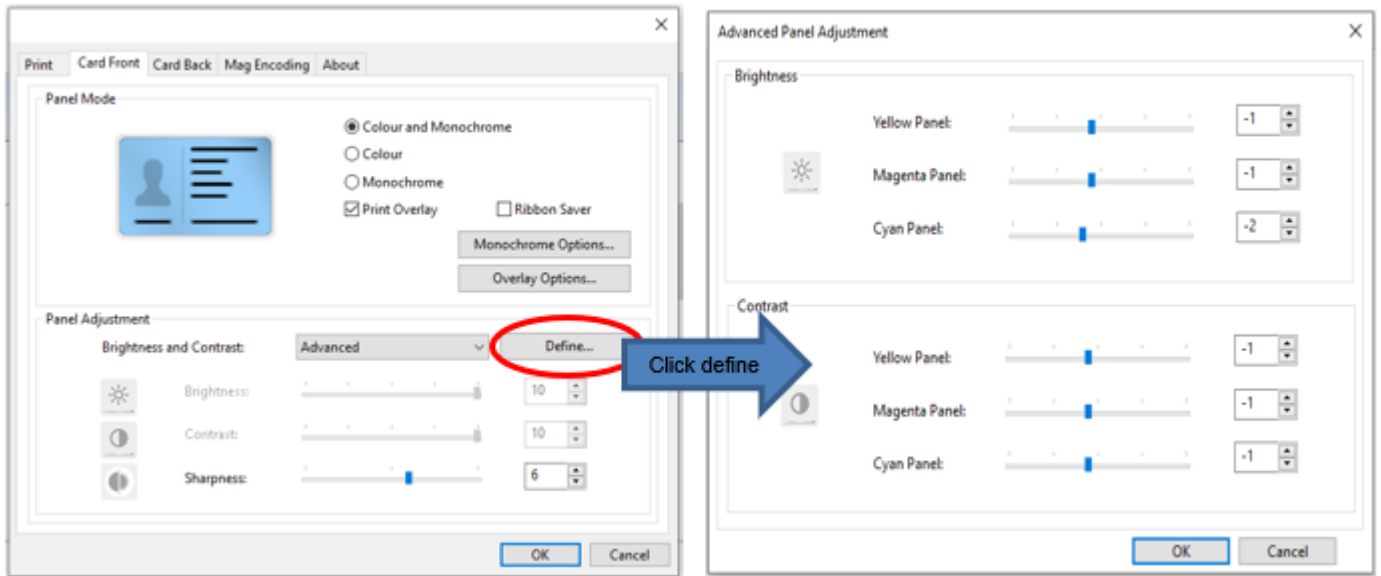 Print Card Front Card Back Mag Encoding About
Panel Mode
Colour and Monochrome
Colour
Monochrome
Print Overlay Ribbon Saver
Monochrome Options...
Overlay Options...
Panel Adjustment
Brightness and Contrast: Advanced Define...
Brightness: 10
Contrast: 10
Sharpness: 6
OK Cancel
Click define
Advanced Panel Adjustment
Brightness
Yellow Panel: -1
Magenta Panel: -1
Cyan Panel: -2
Contrast
Yellow Panel: -1
Magenta Panel: -1
Cyan Panel: -1
OK Cancel